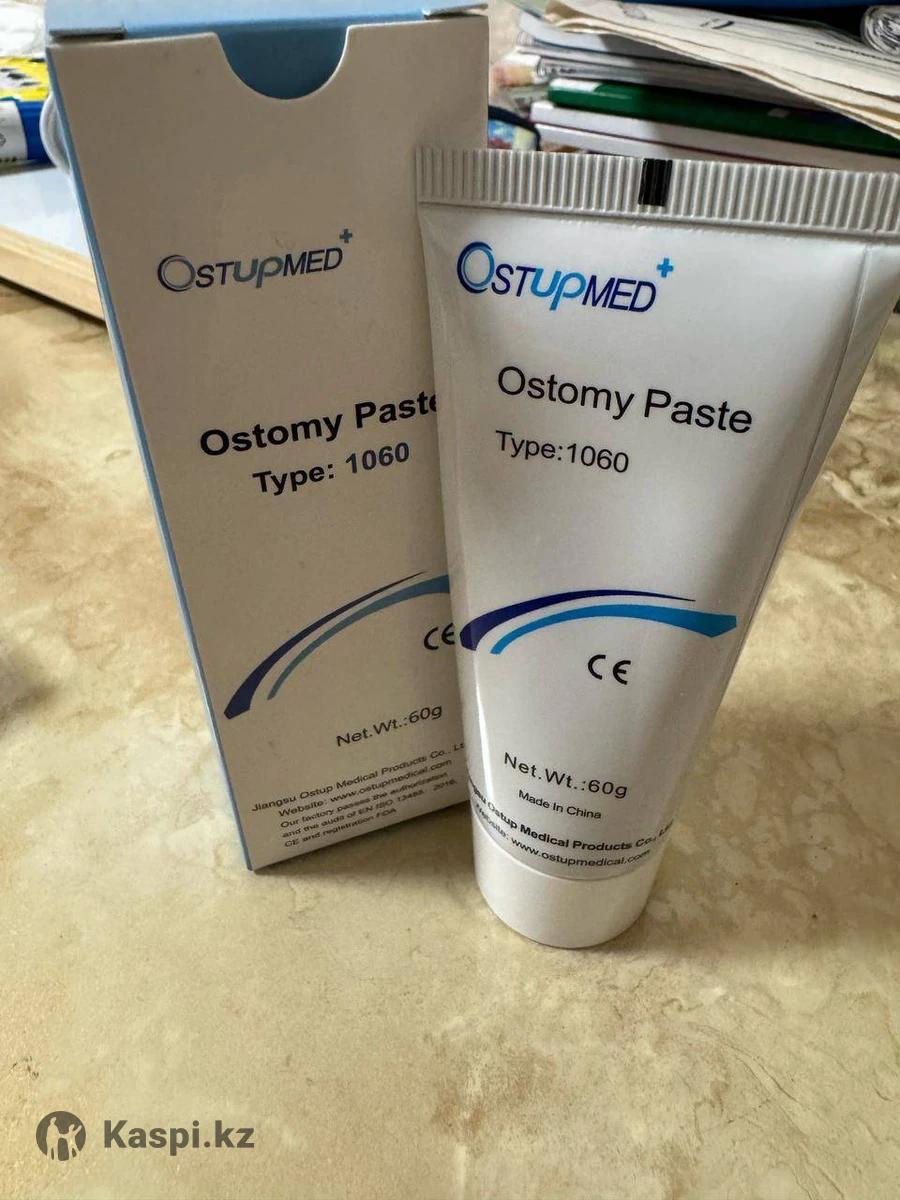 OSTUPMED+
Ostomy Paste
Type: 1060
CE
Net.Wt.:60g
Jiangsu Ostup Medical Products Co.,
Website: www.ostupmedical.com
Our factory passes the authorization
and the audit of EN ISO 13485: 2016,
CE and registration FDA
OSTUPMED+
Ostomy Paste
Type:1060
CE
Net.Wt.:60g
Made In China
Ostup Medical Products Co.,
www.ostupmedical.com
Kaspi.kz